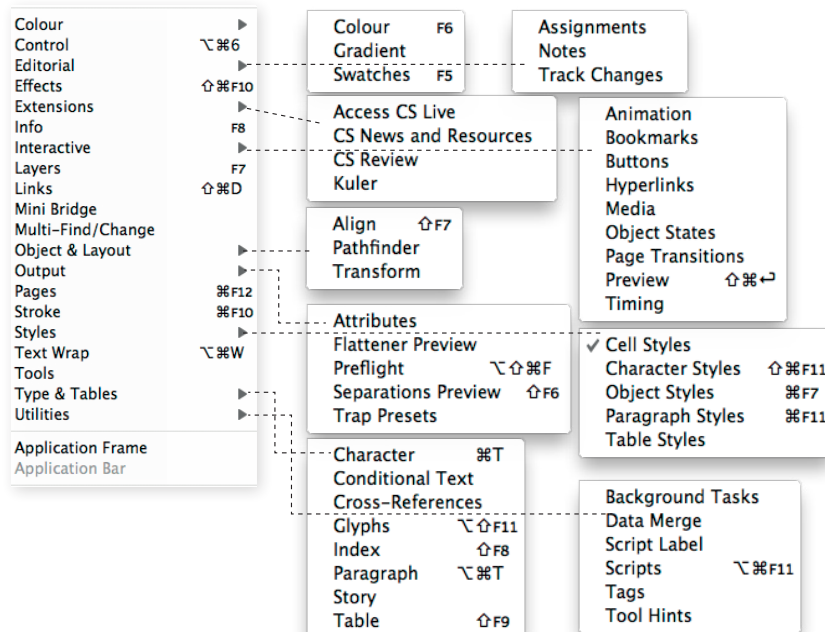 Colour
Control ⌥⌘6
Editorial
Effects ⇧⌘F10
Extensions
Info F8
Interactive
Layers F7
Links ⇧⌘D
Mini Bridge
Multi-Find/Change
Object & Layout
Output
Pages ⌘F12
Stroke ⌘F10
Styles
Text Wrap ⌥⌘W
Tools
Type & Tables
Utilities
Application Frame
Application Bar
Colour F6
Gradient
Swatches F5
Assignments
Notes
Track Changes
Access CS Live
CS News and Resources
CS Review
Kuler
Animation
Bookmarks
Buttons
Hyperlinks
Media
Object States
Page Transitions
Preview ⇧⌘↩
Timing
Align ⇧F7
Pathfinder
Transform
Attributes
Flattener Preview
Preflight ⌥⇧⌘F
Separations Preview ⇧F6
Trap Presets
✓ Cell Styles
Character Styles ⇧⌘F11
Object Styles ⌘F7
Paragraph Styles ⌘F11
Table Styles
Character ⌘T
Conditional Text
Cross-References
Glyphs ⌥⇧F11
Index ⇧F8
Paragraph ⌥⌘T
Story
Table ⇧F9
Background Tasks
Data Merge
Script Label
Scripts ⌥⌘F11
Tags
Tool Hints